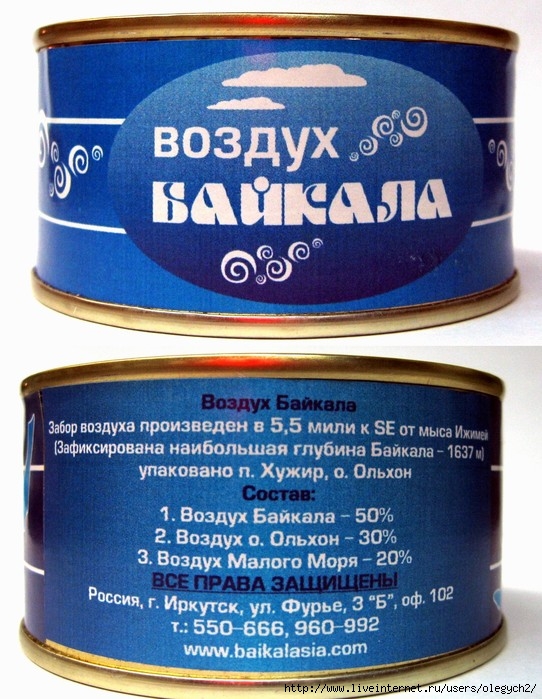 ВОЗДУХ
БАЙКАЛА
Воздух Байкала
Забор воздуха произведен в 5,5 мили к SE от мыса Ижимей
(Зафиксирована наибольшая глубина Байкала – 1637 м)
упаковано п. Хужир, о. Ольхон
Состав:
1. Воздух Байкала – 50%
2. Воздух о. Ольхон – 30%
3. Воздух Малого Моря – 20%
ВСЕ ПРАВА ЗАЩИЩЕНЫ
Россия, г. Иркутск, ул. Фурье, 3 "Б", оф. 102
т.: 550-666, 960-992
www.baikalasia.com
http://www.liveinternet.ru/users/olegych2/